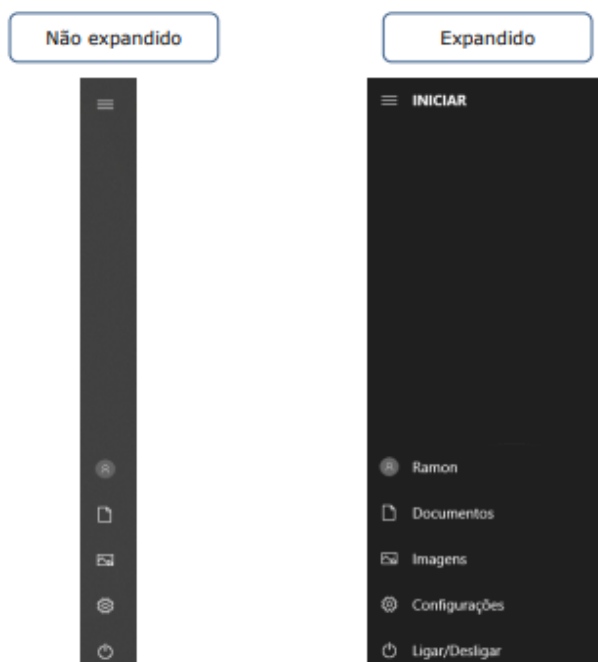 Não expandido
Expandido
INICIAR
Ramon
Documentos
Imagens
Configurações
Ligar/Desligar